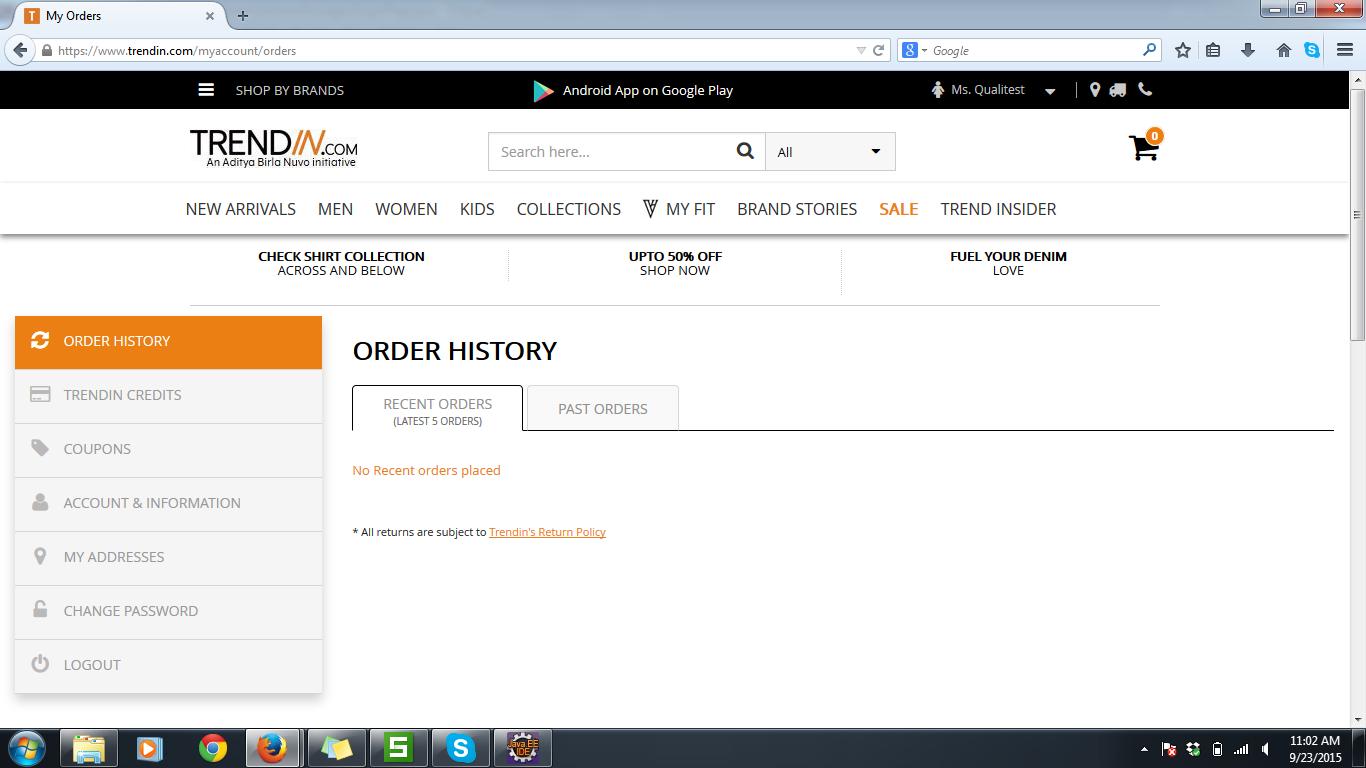 My Orders
https://www.trendin.com/myaccount/orders
Google
SHOP BY BRANDS
Android App on Google Play
Ms. Qualitest
TRENDIN.COM
An Aditya Birla Nuvo initiative
Search here...
All
0
NEW ARRIVALS MEN WOMEN KIDS COLLECTIONS MY FIT BRAND STORIES SALE TREND INSIDER
CHECK SHIRT COLLECTION
ACROSS AND BELOW
UPTO 50% OFF
SHOP NOW
FUEL YOUR DENIM
LOVE
ORDER HISTORY
TRENDIN CREDITS
COUPONS
ACCOUNT & INFORMATION
MY ADDRESSES
CHANGE PASSWORD
LOGOUT
ORDER HISTORY
RECENT ORDERS
(LATEST 5 ORDERS)
PAST ORDERS
No Recent orders placed
* All returns are subject to Trendin's Return Policy
Java EE
IDE
11:02 AM
9/23/2015